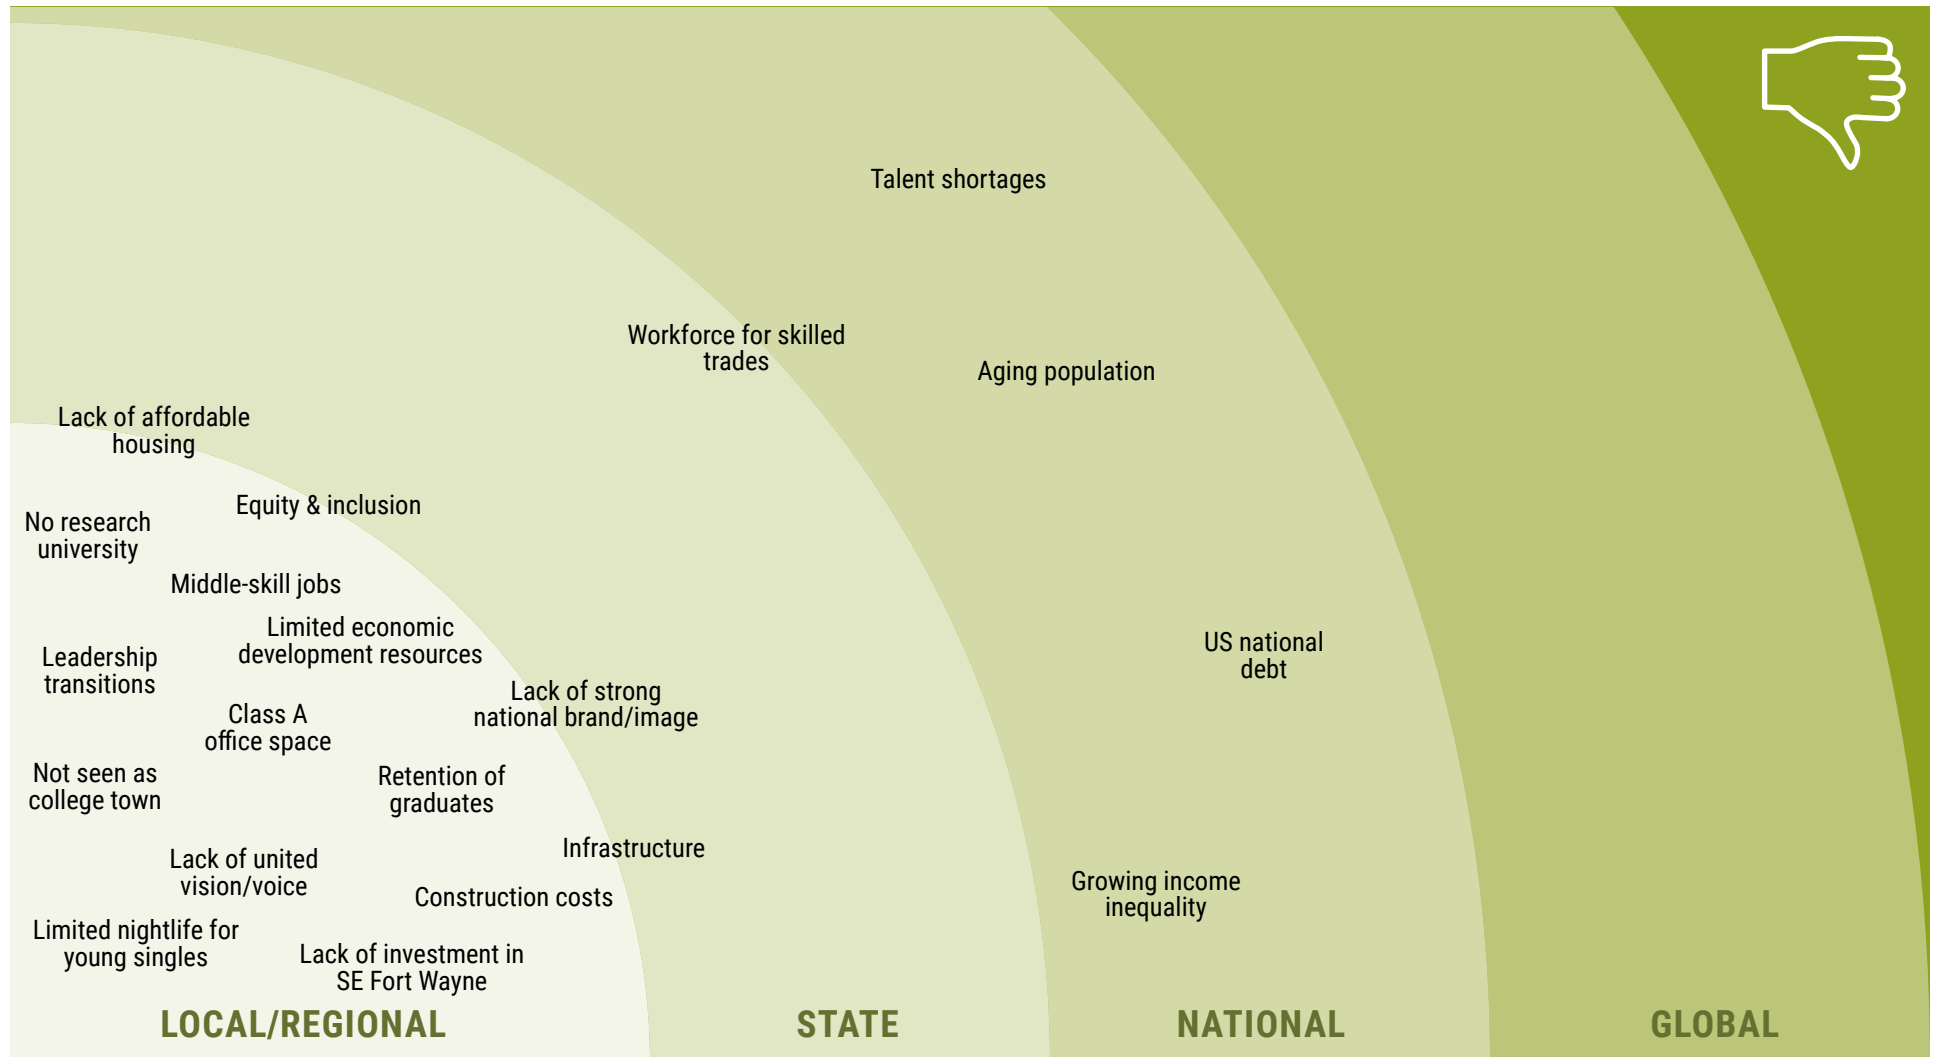 Talent shortages
Workforce for skilled
trades
Aging population
Lack of affordable
housing
Equity & inclusion
No research
university
Middle-skill jobs
Limited economic
development resources
US national
debt
Leadership
transitions
Lack of strong
national brand/image
Class A
office space
Not seen as
college town
Retention of
graduates
Infrastructure
Lack of united
vision/voice
Construction costs
Growing income
inequality
Limited nightlife for
young singles
Lack of investment in
SE Fort Wayne
LOCAL/REGIONAL
STATE
NATIONAL
GLOBAL